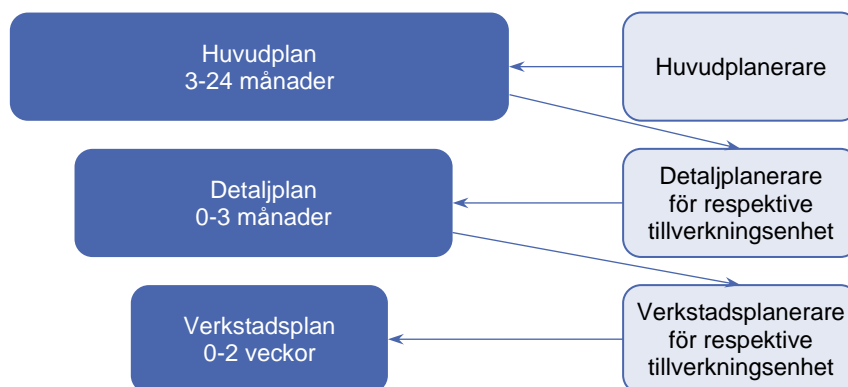 Huvudplan
3-24 månader
Huvudplanerare
Detaljplan
0-3 månader
Detaljplanerare
för respektive
tillverkningsenhet
Verkstadsplan
0-2 veckor
Verkstadsplanerare
för respektive
tillverkningsenhet